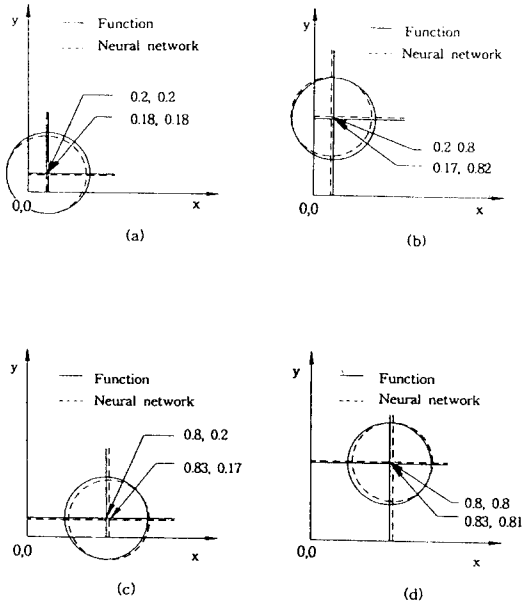 y
Function
Neural network
0.2, 0.2
0.18, 0.18
0,0
x
(a)
y
Function
Neural network
0.2 0.8
0.17, 0.82
0,0
x
(b)
y
Function
Neural network
0.8, 0.2
0.83, 0.17
0,0
x
(c)
y
Function
Neural network
0.8, 0.8
0.83, 0.81
0,0
x
(d)